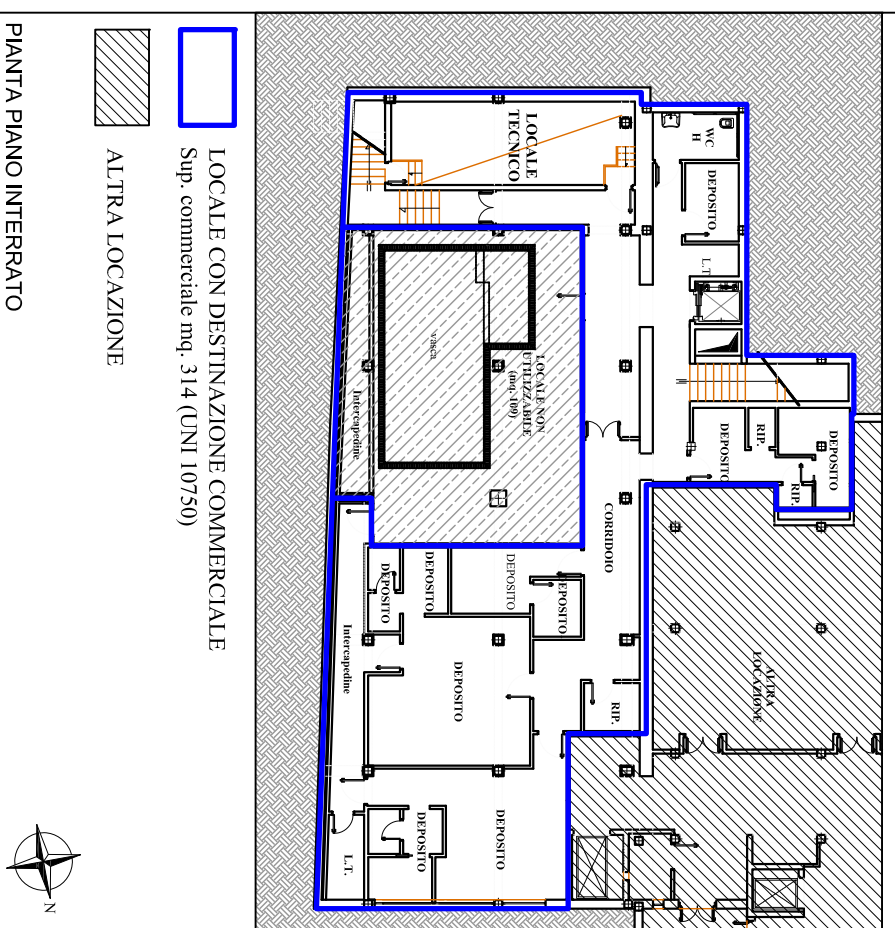 PIANTA PIANO INTERRATO
LOCALE CON DESTINAZIONE COMMERCIALE
Sup. commerciale mq. 314 (UNI 10750)
ALTRA LOCAZIONE
N
LOCALE
TECNICO
WC
H
DEPOSITO
L.T.
DEPOSITO
RIP.
DEPOSITO
RIP.
LOCALE NON
UTILIZZABILE
(mq. 109)
vasca
Intercapedine
CORRIDOIO
ALTRA
LOCAZIONE
DEPOSITO
DEPOSITO
DEPOSITO
DEPOSITO
Intercapedine
DEPOSITO
RIP.
DEPOSITO
DEPOSITO
L.T.